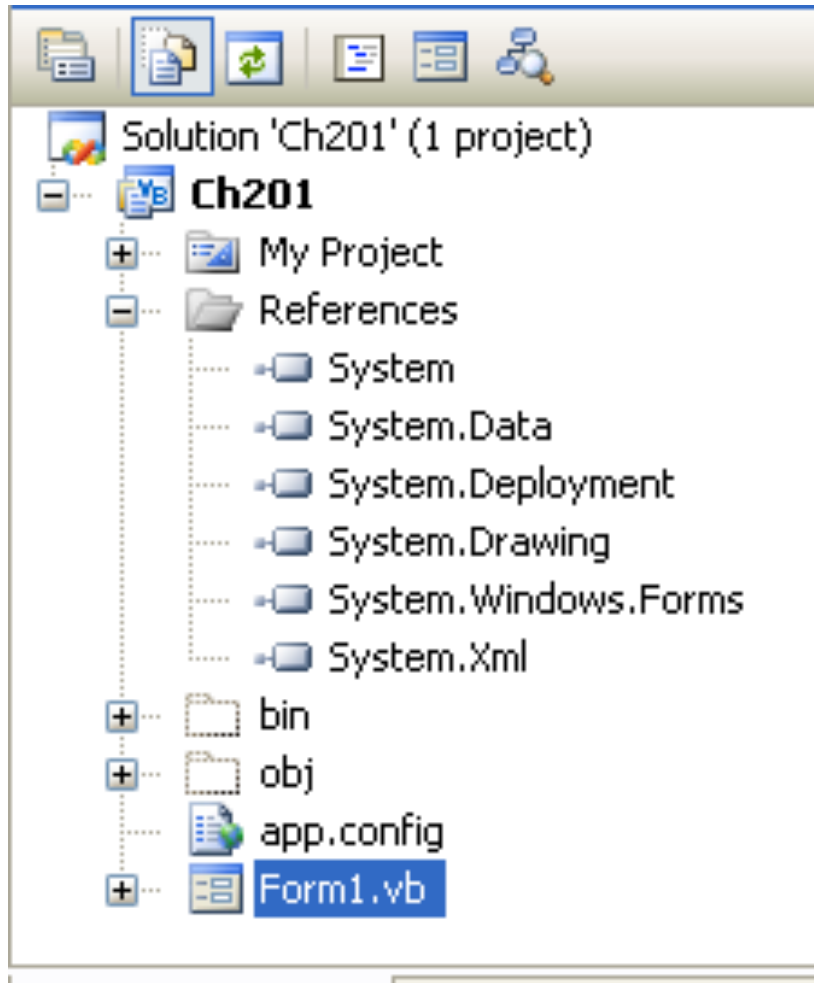 Solution 'Ch201' (1 project)
Ch201
My Project
References
System
System.Data
System.Deployment
System.Drawing
System.Windows.Forms
System.Xml
bin
obj
app.config
Form1.vb